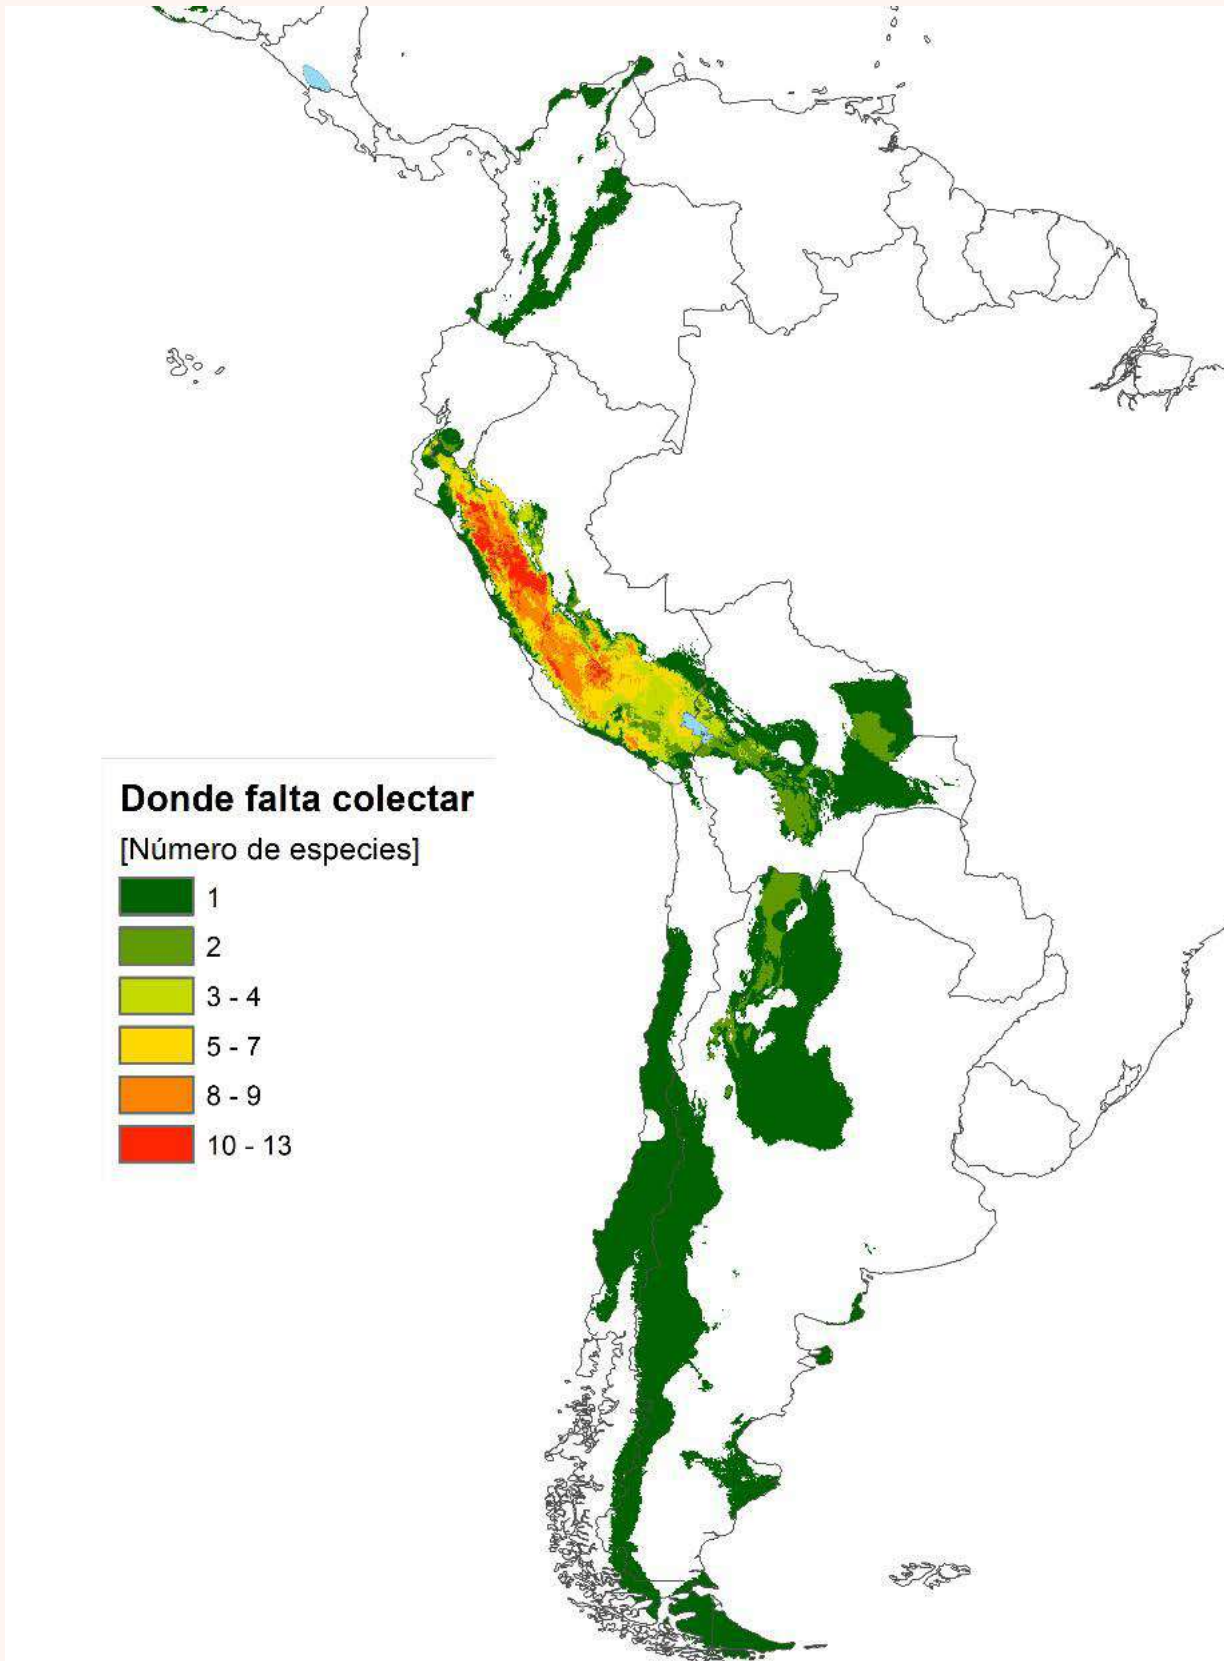 Donde falta colectar
[Número de especies]
1
2
3 - 4
5 - 7
8 - 9
10 - 13